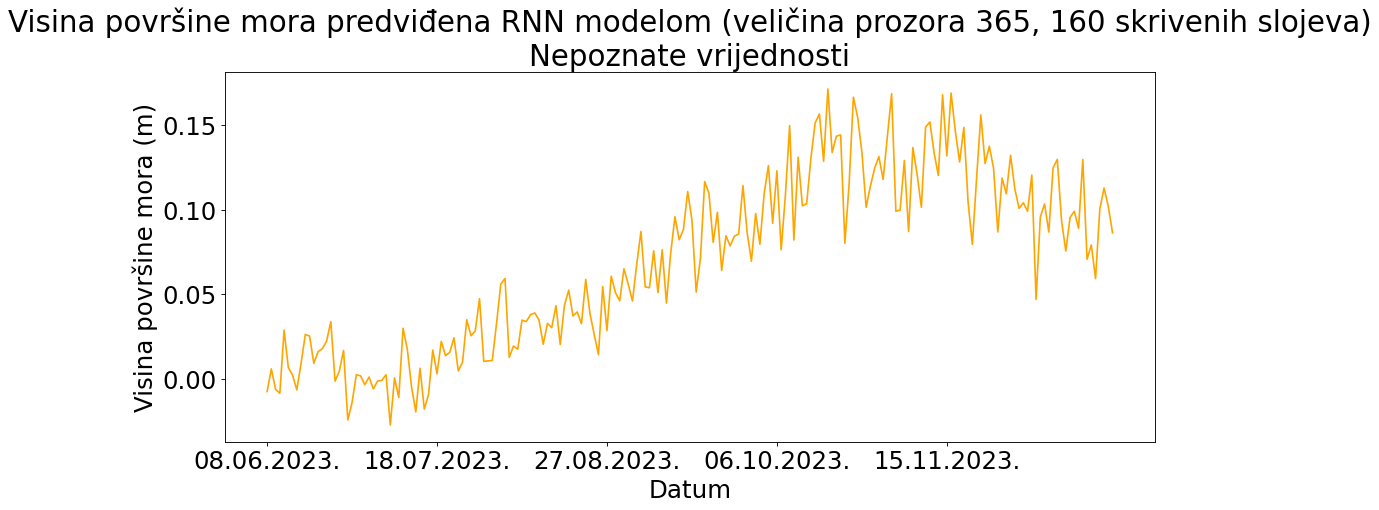 Visina površine mora predviđena RNN modelom (veličina prozora 365, 160 skrivenih slojeva)
Nepoznate vrijednosti
Visina površine mora (m)
0.15
0.10
0.05
0.00
08.06.2023. 18.07.2023. 27.08.2023. 06.10.2023. 15.11.2023.
Datum